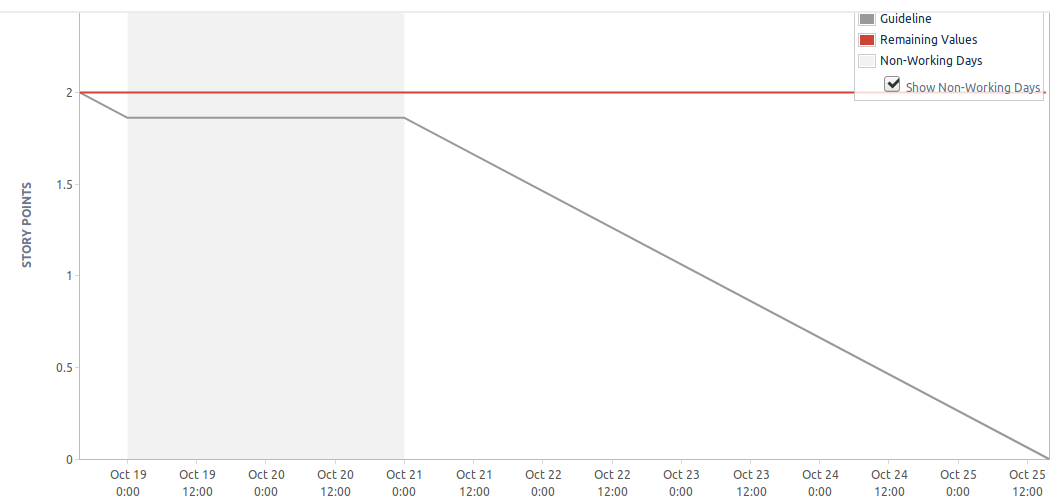 Guideline
Remaining Values
Non-Working Days
Show Non-Working Days
STORY POINTS
2
1.5
1
0.5
0
Oct 19 Oct 19 Oct 20 Oct 20 Oct 21 Oct 21 Oct 22 Oct 22 Oct 23 Oct 23 Oct 24 Oct 24 Oct 25 Oct 25
0:00 12:00 0:00 12:00 0:00 12:00 0:00 12:00 0:00 12:00 0:00 12:00 0:00 12:00